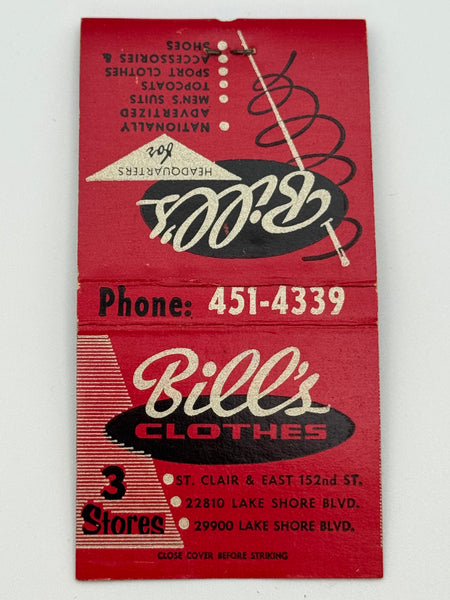 Bill's
HEADQUARTERS
for
NATIONALLY
ADVERTIZED
MEN'S SUITS
TOPCOATS
SPORT CLOTHES
ACCESSORIES &
SHOES
Phone: 451-4339
Bill's
CLOTHES
3
Stores
ST. CLAIR & EAST 152nd ST.
22810 LAKE SHORE BLVD.
29900 LAKE SHORE BLVD.
CLOSE COVER BEFORE STRIKING